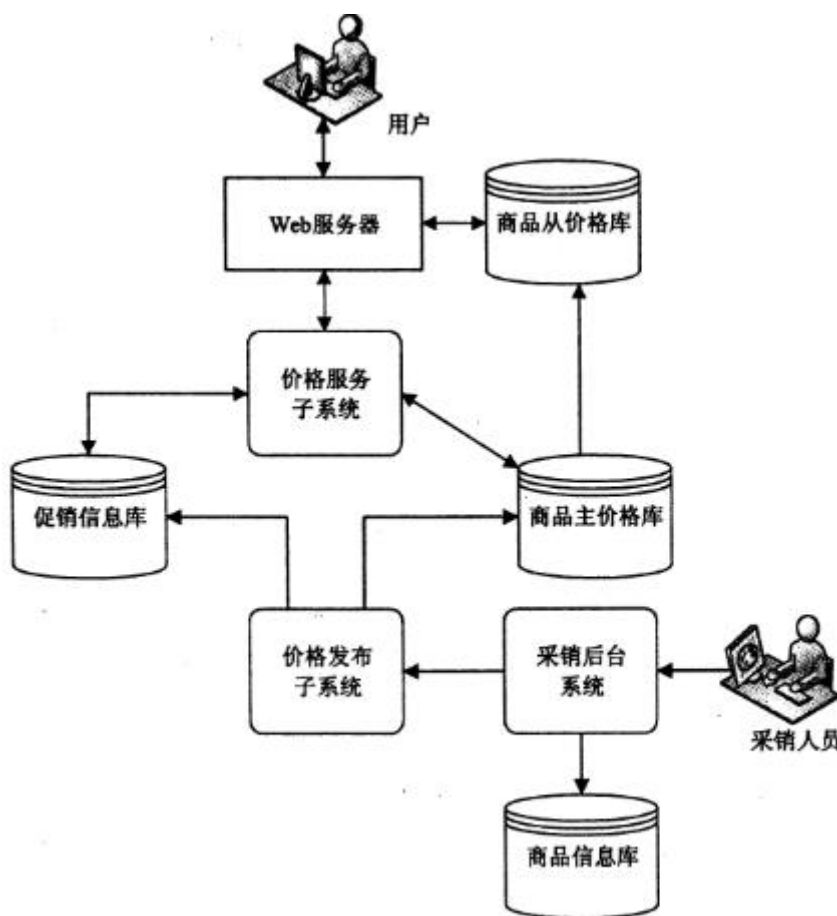 用户
Web服务器
商品从价格库
价格服务
子系统
促销信息库
商品主价格库
价格发布
子系统
采销后台
系统
采销人员
商品信息库